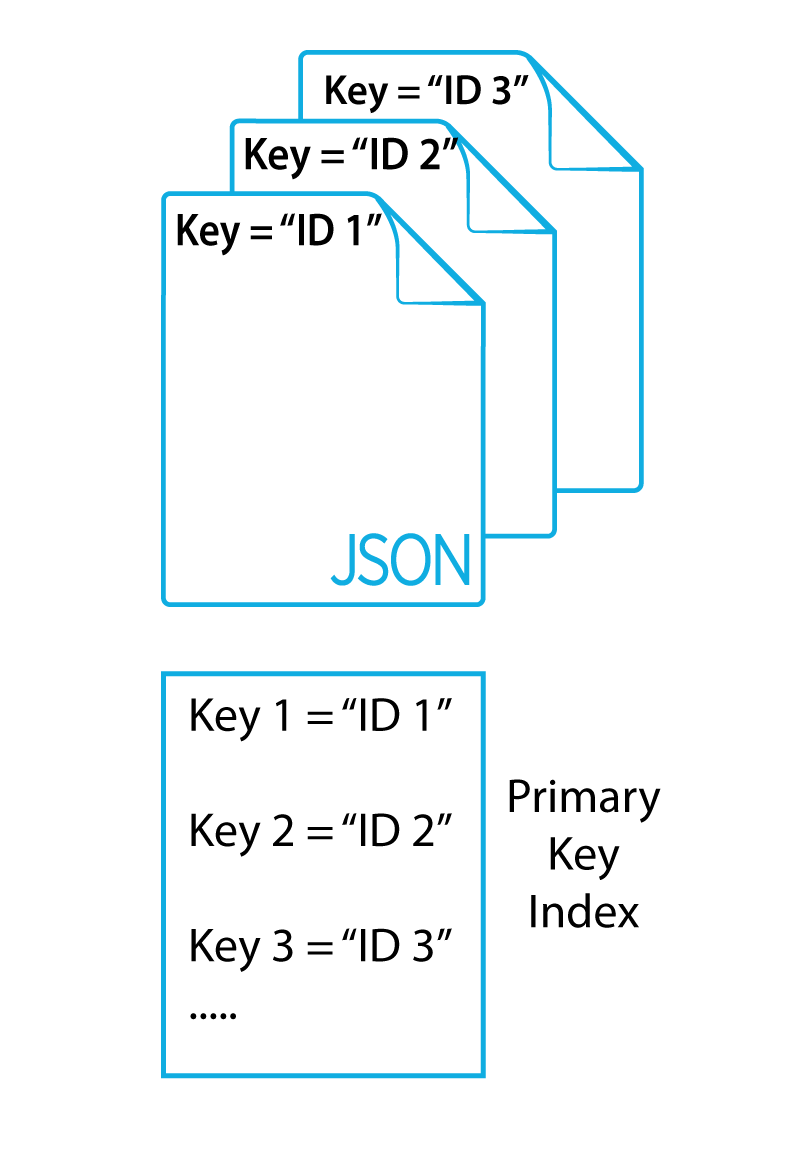 Key = “ID 3”
Key = “ID 2”
Key = “ID 1”
JSON
Key 1 = “ID 1”
Key 2 = “ID 2”
Key 3 = “ID 3”
.....
Primary
Key
Index